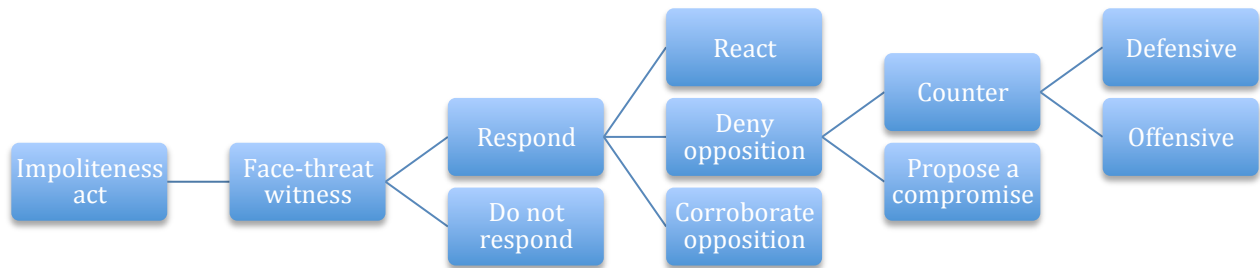 Impoliteness
act
Face-threat
witness
Respond
Do not
respond
React
Deny
opposition
Corroborate
opposition
Counter
Propose a
compromise
Defensive
Offensive